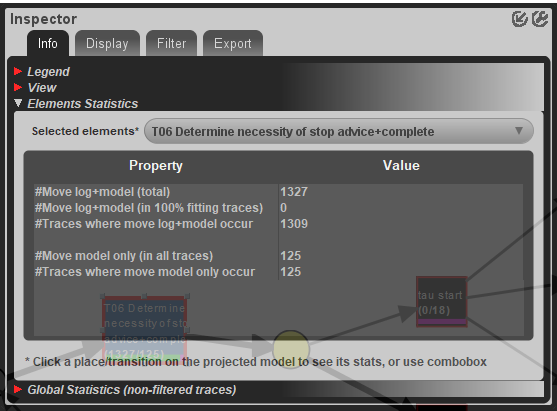 Inspector
Info Display Filter Export
Legend
View
Elements Statistics
Selected elements* T06 Determine necessity of stop advice+complete
Property Value
#Move log+model (total) 1327
#Move log+model (in 100% fitting traces) 0
#Traces where move log+model occur 1309
#Move model only (in all traces) 125
#Traces where move model only occur 125
T06 Determine
necessity of sto
advice+comple
(1327/125)
tau start
(0/18)
* Click a place/transition on the projected model to see its stats, or use combobox
Global Statistics (non-filtered traces)